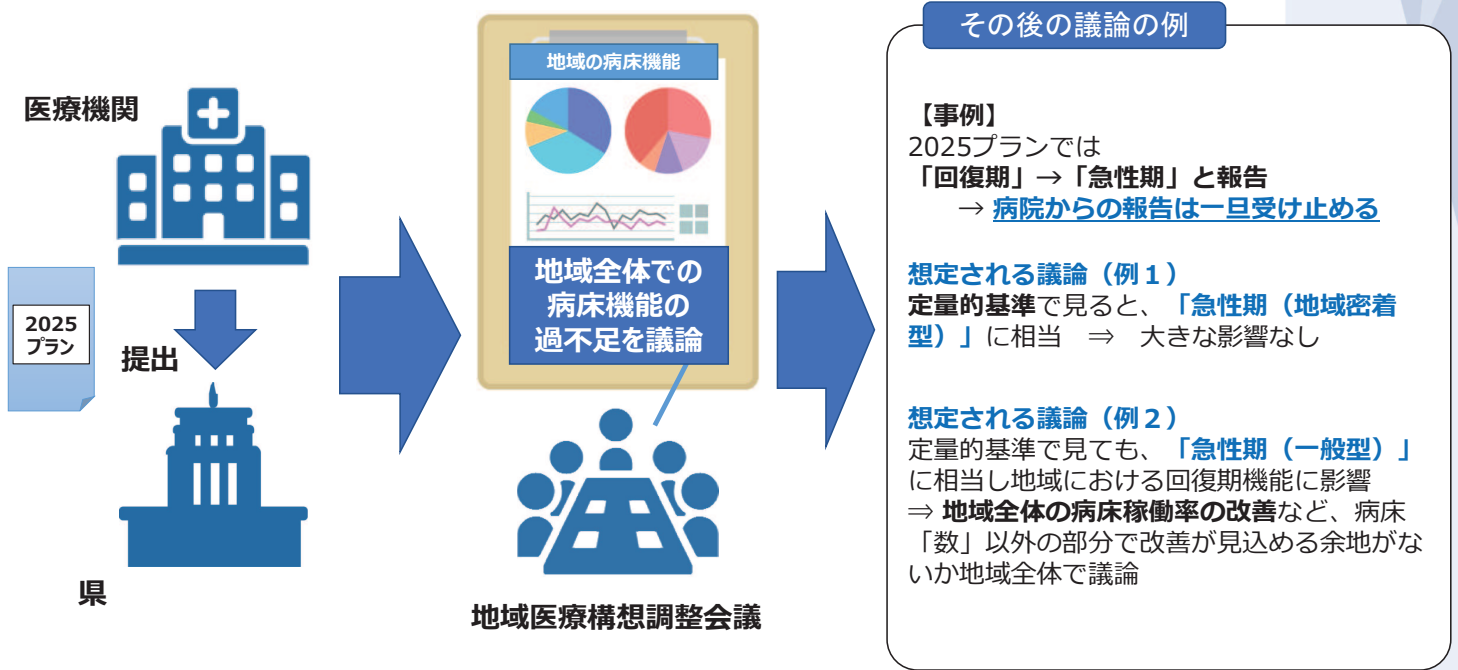 医療機関
2025
プラン
提出
県
地域の病床機能
地域全体での
病床機能の
過不足を議論
地域医療構想調整会議
その後の議論の例
【事例】
2025プランでは
「回復期」→「急性期」と報告
→ 病院からの報告は一旦受け止める
想定される議論（例１）
定量的基準で見ると、「急性期（地域密着
型）」に相当　⇒　大きな影響なし
想定される議論（例２）
定量的基準で見ても、「急性期（一般型）」
に相当し地域における回復期機能に影響
⇒ 地域全体の病床稼働率の改善など、病床
「数」以外の部分で改善が見込める余地がな
いか地域全体で議論